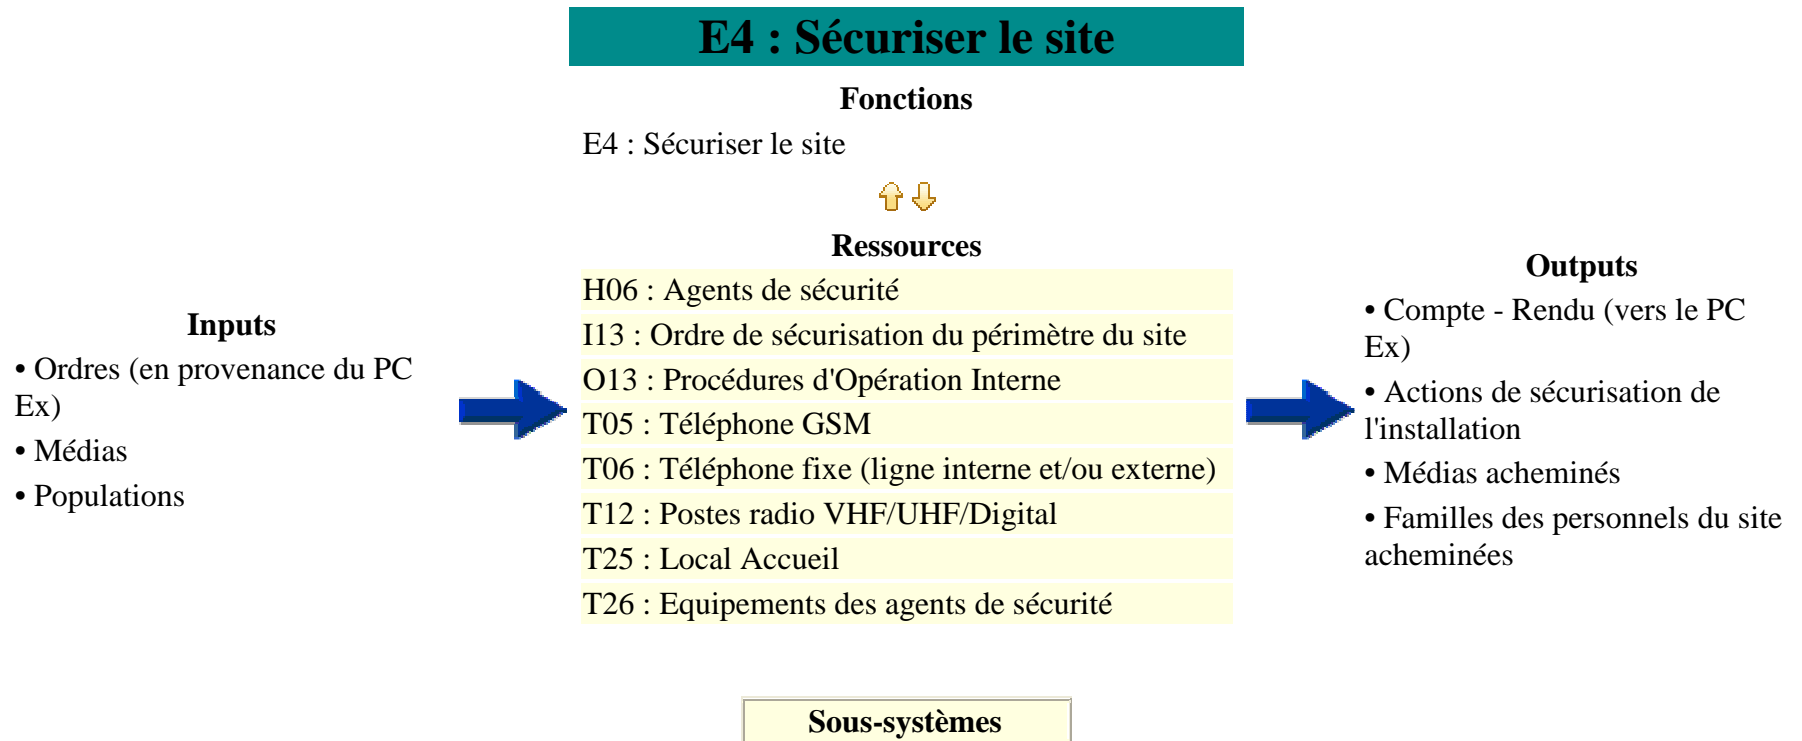 E4 : Sécuriser le site
Fonctions
E4 : Sécuriser le site
Inputs
• Ordres (en provenance du PC
Ex)
• Médias
• Populations
Ressources
H06 : Agents de sécurité
I13 : Ordre de sécurisation du périmètre du site
O13 : Procédures d'Opération Interne
T05 : Téléphone GSM
T06 : Téléphone fixe (ligne interne et/ou externe)
T12 : Postes radio VHF/UHF/Digital
T25 : Local Accueil
T26 : Equipements des agents de sécurité
Outputs
• Compte - Rendu (vers le PC
Ex)
• Actions de sécurisation de
l'installation
• Médias acheminés
• Familles des personnels du site
acheminées
Sous-systèmes